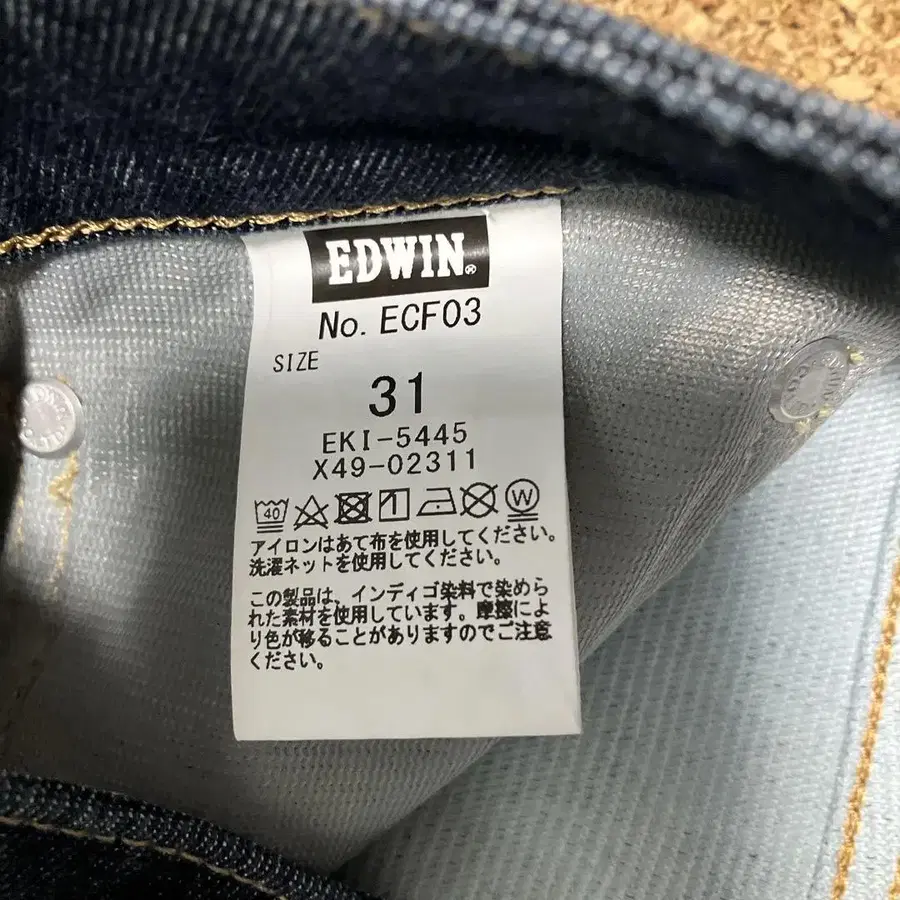 EDWIN®
No. ECF03
SIZE
31
EKI-5445
X49-02311
40 W
アイロンはあて布を使用してください。
洗濯ネットを使用してください。
この製品は、インディゴ染料で染めら
れた素材を使用しています。摩擦によ
り色が移ることがありますのでご注意
ください。
EDWIN